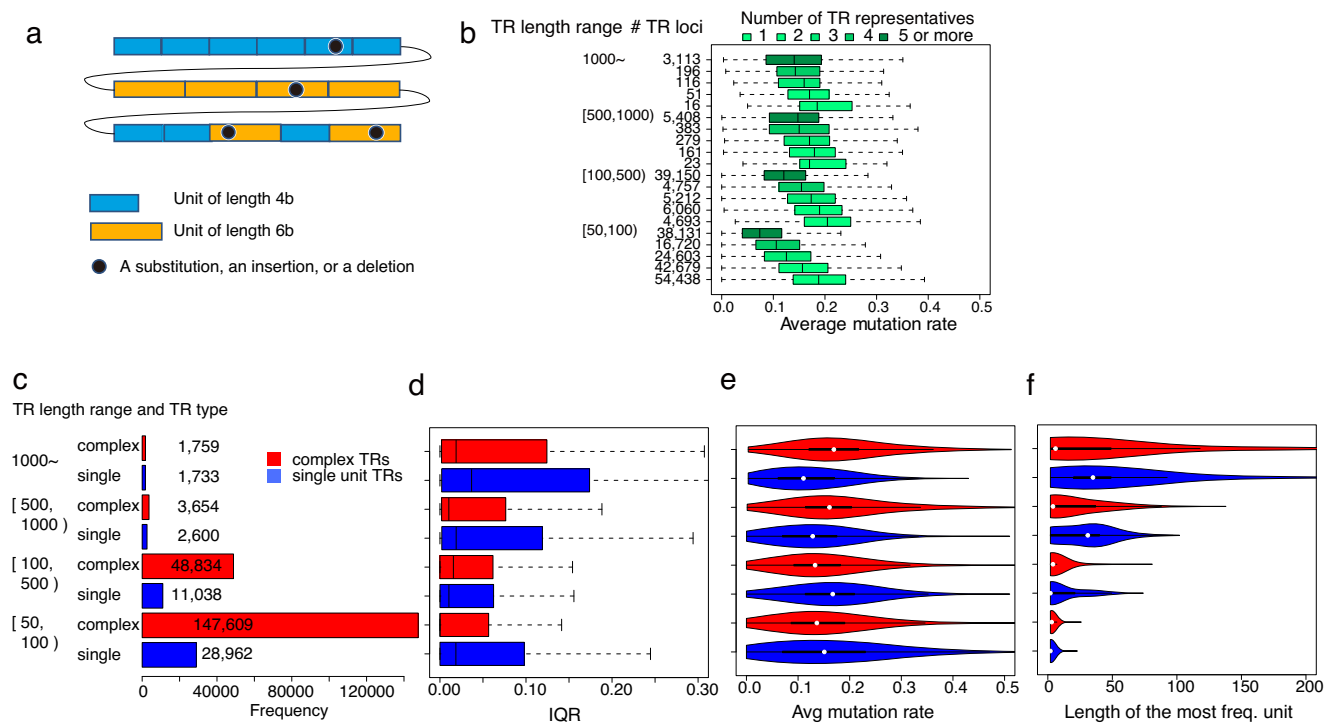 a
Unit of length 4b
Unit of length 6b
A substitution, an insertion, or a deletion
b
TR length range # TR loci
Number of TR representatives
1 2 3 4 5 or more
1000~ 3,113
196
116
51
16
[500,1000) 5,408
383
279
161
23
[100,500) 39,150
4,757
5,212
6,060
4,693
[50,100) 38,131
16,720
24,603
42,679
54,438
0.0 0.1 0.2 0.3 0.4 0.5
Average mutation rate
c
TR length range and TR type
complex TRs
single unit TRs
1000~
complex 1,759
single 1,733
[ 500,
1000 )
complex 3,654
single 2,600
[ 100,
500 )
complex 48,834
single 11,038
[ 50,
100 )
complex 147,609
single 28,962
0 40000 80000 120000
Frequency
d
0.00 0.10 0.20 0.30
IQR
e
0.0 0.1 0.2 0.3 0.4 0.5
Avg mutation rate
f
0 50 100 150 200
Length of the most freq. unit